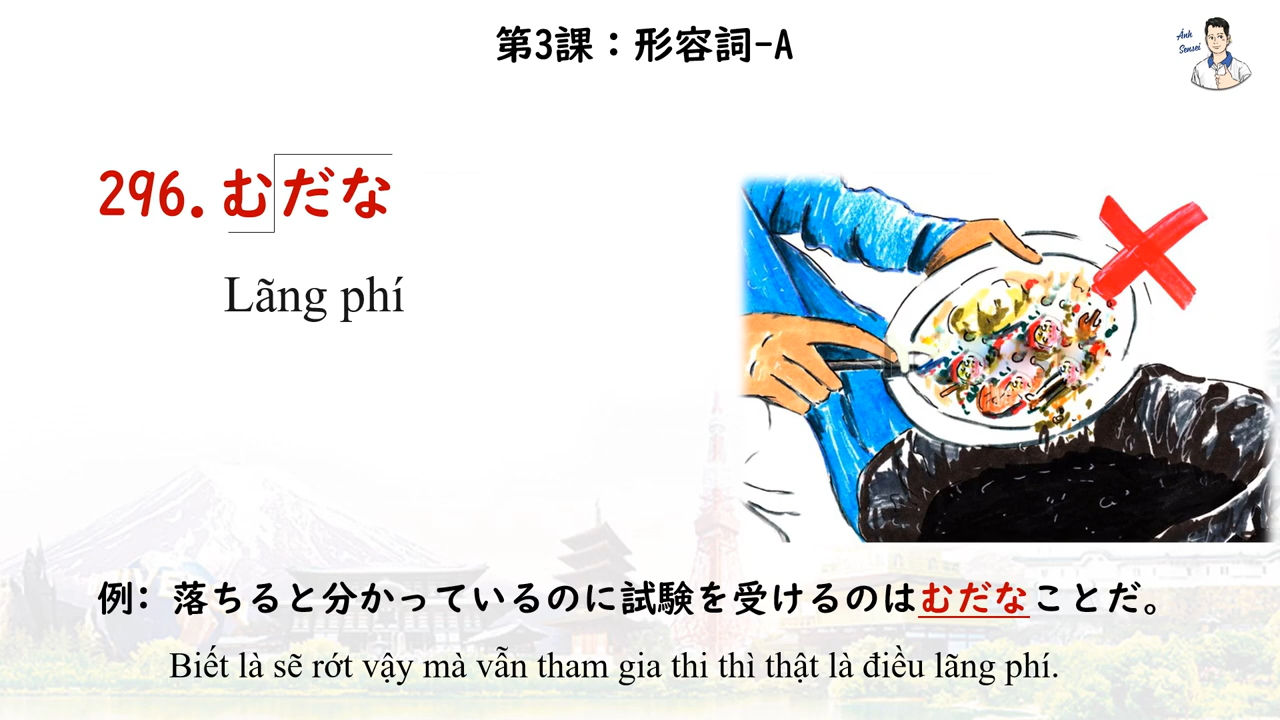 第3課：形容詞-A
Ánh
Sensei
296. むだな
Lãng phí
例：落ちると分かっているのに試験を受けるのはむだなことだ。
Biết là sẽ rớt vậy mà vẫn tham gia thi thì thật là điều lãng phí.